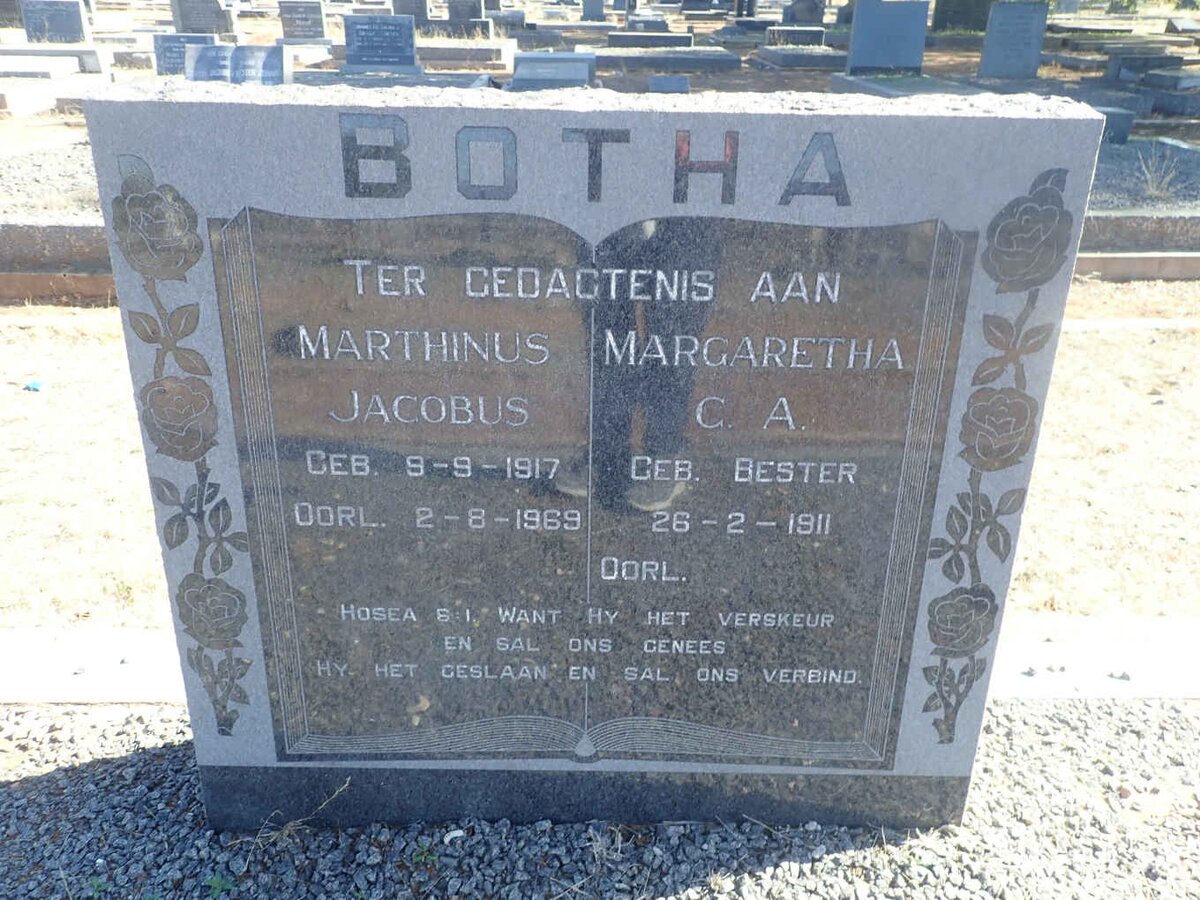 BOTHA
TER GEDAGTENIS AAN
MARTHINUS
JACOBUS
GEB. 9-9-1917
OORL. 2-8-1969
MARGARETHA
C. A.
GEB. BESTER
26-2-1911
OORL.
HOSEA 6:1. WANT HY HET VERSKEUR
EN SAL ONS GENEES
HY HET GESLAAN EN SAL ONS VERBIND.